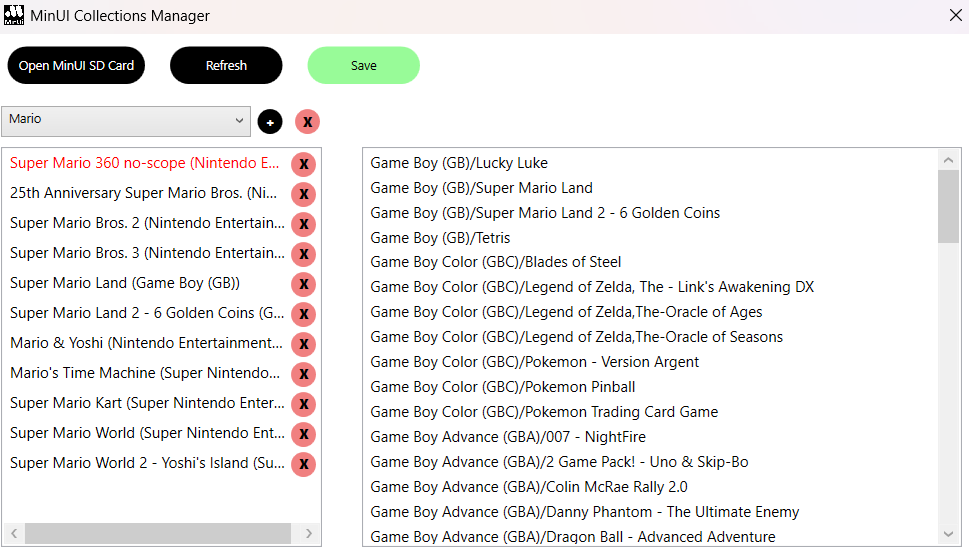 MinUI
MinUI Collections Manager
Open MinUI SD Card
Refresh
Save
Mario
+
X
Super Mario 360 no-scope (Nintendo E...
X
25th Anniversary Super Mario Bros. (Ni...
X
Super Mario Bros. 2 (Nintendo Entertain...
X
Super Mario Bros. 3 (Nintendo Entertain...
X
Super Mario Land (Game Boy (GB))
X
Super Mario Land 2 - 6 Golden Coins (G...
X
Mario & Yoshi (Nintendo Entertainment...
X
Mario's Time Machine (Super Nintendo...
X
Super Mario Kart (Super Nintendo Enter...
X
Super Mario World (Super Nintendo Ent...
X
Super Mario World 2 - Yoshi's Island (Su...
X
Game Boy (GB)/Lucky Luke
Game Boy (GB)/Super Mario Land
Game Boy (GB)/Super Mario Land 2 - 6 Golden Coins
Game Boy (GB)/Tetris
Game Boy Color (GBC)/Blades of Steel
Game Boy Color (GBC)/Legend of Zelda, The - Link's Awakening DX
Game Boy Color (GBC)/Legend of Zelda,The-Oracle of Ages
Game Boy Color (GBC)/Legend of Zelda,The-Oracle of Seasons
Game Boy Color (GBC)/Pokemon - Version Argent
Game Boy Color (GBC)/Pokemon Pinball
Game Boy Color (GBC)/Pokemon Trading Card Game
Game Boy Advance (GBA)/007 - NightFire
Game Boy Advance (GBA)/2 Game Pack! - Uno & Skip-Bo
Game Boy Advance (GBA)/Colin McRae Rally 2.0
Game Boy Advance (GBA)/Danny Phantom - The Ultimate Enemy
Game Boy Advance (GBA)/Dragon Ball - Advanced Adventure